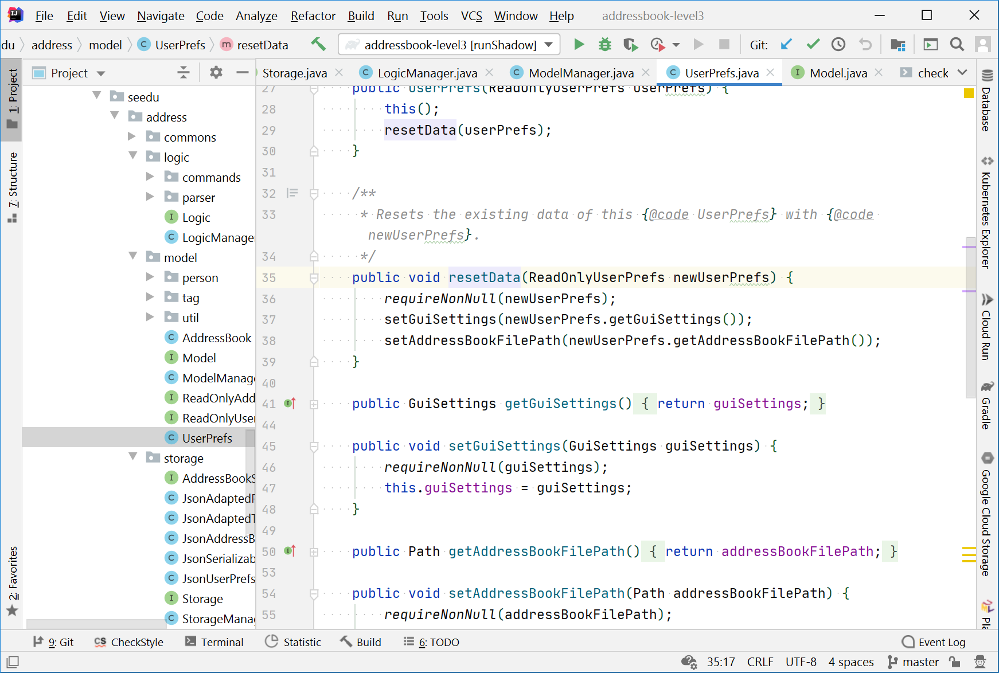 File Edit View Navigate Code Analyze Refactor Build Run Tools VCS Window Help addressbook-level3
du address model C UserPrefs m resetData addressbook-level3 [runShadow] Git:
Project Storage.java C LogicManager.java C ModelManager.java C UserPrefs.java I Model.java check
1: Project
7: Structure
2: Favorites
seedu
address
commons
logic
commands
parser
I Logic
C LogicManager
model
person
tag
util
C AddressBook
I Model
C ModelManage
I ReadOnlyAdd
I ReadOnlyUser
C UserPrefs
storage
I AddressBookS
C JsonAdaptedP
C JsonAdaptedT
C JsonAddressB
C JsonSerializab
C JsonUserPrefs
I Storage
C StorageManag
27 public UserPrefs(ReadOnlyUserPrefs userPrefs) {
28 this();
29 resetData(userPrefs);
30 }
31
32 /**
33 * Resets the existing data of this {@code UserPrefs} with {@code
newUserPrefs}.
34 */
35 public void resetData(ReadOnlyUserPrefs newUserPrefs) {
36 requireNonNull(newUserPrefs);
37 setGuiSettings(newUserPrefs.getGuiSettings());
38 setAddressBookFilePath(newUserPrefs.getAddressBookFilePath());
39 }
40
41 public GuiSettings getGuiSettings() { return guiSettings; }
44
45 public void setGuiSettings(GuiSettings guiSettings) {
46 requireNonNull(guiSettings);
47 this.guiSettings = guiSettings;
48 }
49
50 public Path getAddressBookFilePath() { return addressBookFilePath; }
53
54 public void setAddressBookFilePath(Path addressBookFilePath) {
55 requireNonNull(addressBookFilePath);
Database
Kubernetes Explorer
Cloud Run
Gradle
Google Cloud Storage
Pla
9: Git CS CheckStyle Terminal Statistic Build 6: TODO Event Log
35:17 CRLF UTF-8 4 spaces master